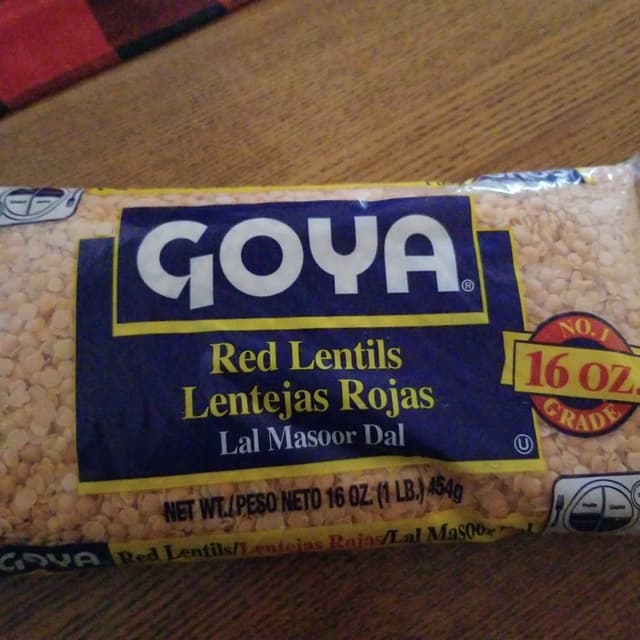 GOYA®
Red Lentils
Lentejas Rojas
Lal Masoor Dal
U
NO.1
16 OZ.
GRADE
NET WT./PESO NETO 16 OZ. (1 LB.) 454g
GOYA Red Lentils/Lentejas Rojas/Lal Masoor Dal